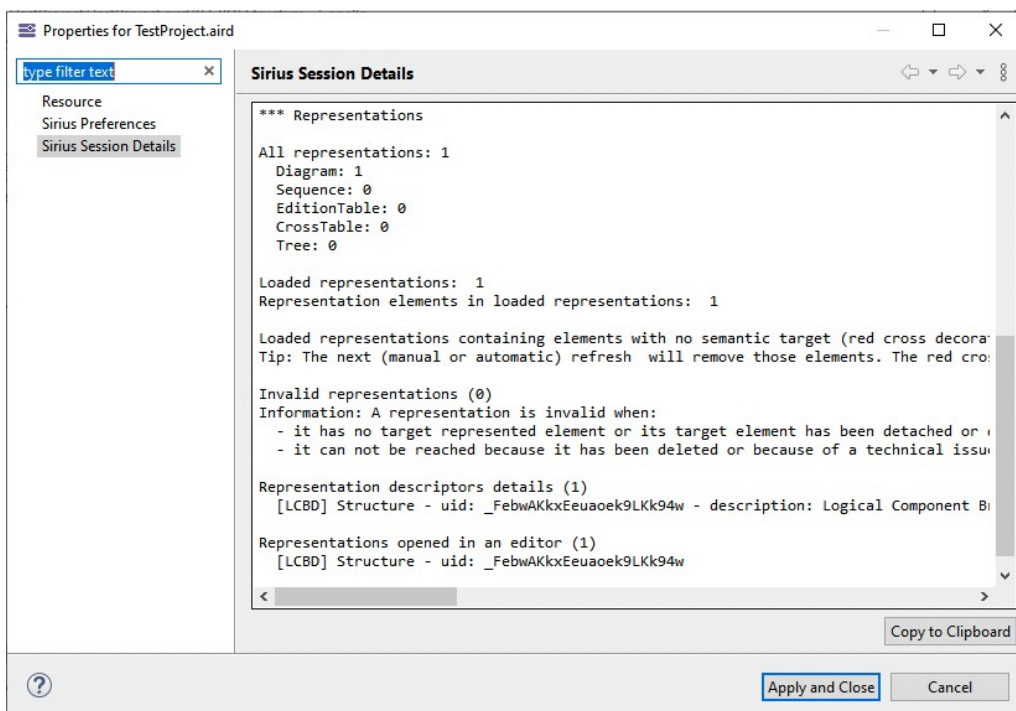 Properties for TestProject.aird
type filter text
Resource
Sirius Preferences
Sirius Session Details
Sirius Session Details
*** Representations
All representations: 1
Diagram: 1
Sequence: 0
EditionTable: 0
CrossTable: 0
Tree: 0
Loaded representations:  1
Representation elements in loaded representations:  1
Loaded representations containing elements with no semantic target (red cross
Tip: The next (manual or automatic) refresh  will remove those elements. The red
Invalid representations (0)
Information: A representation is invalid when:
- it has no target represented element or its target element has been detached or
- it can not be reached because it has been deleted or because of a technical
Representation descriptors details (1)
[LCBD] Structure - uid: _FebwAKkxEeuaoek9LKk94w - description: Logical Component
Representations opened in an editor (1)
[LCBD] Structure - uid: _FebwAKkxEeuaoek9LKk94w
Copy to Clipboard
Apply and Close
Cancel